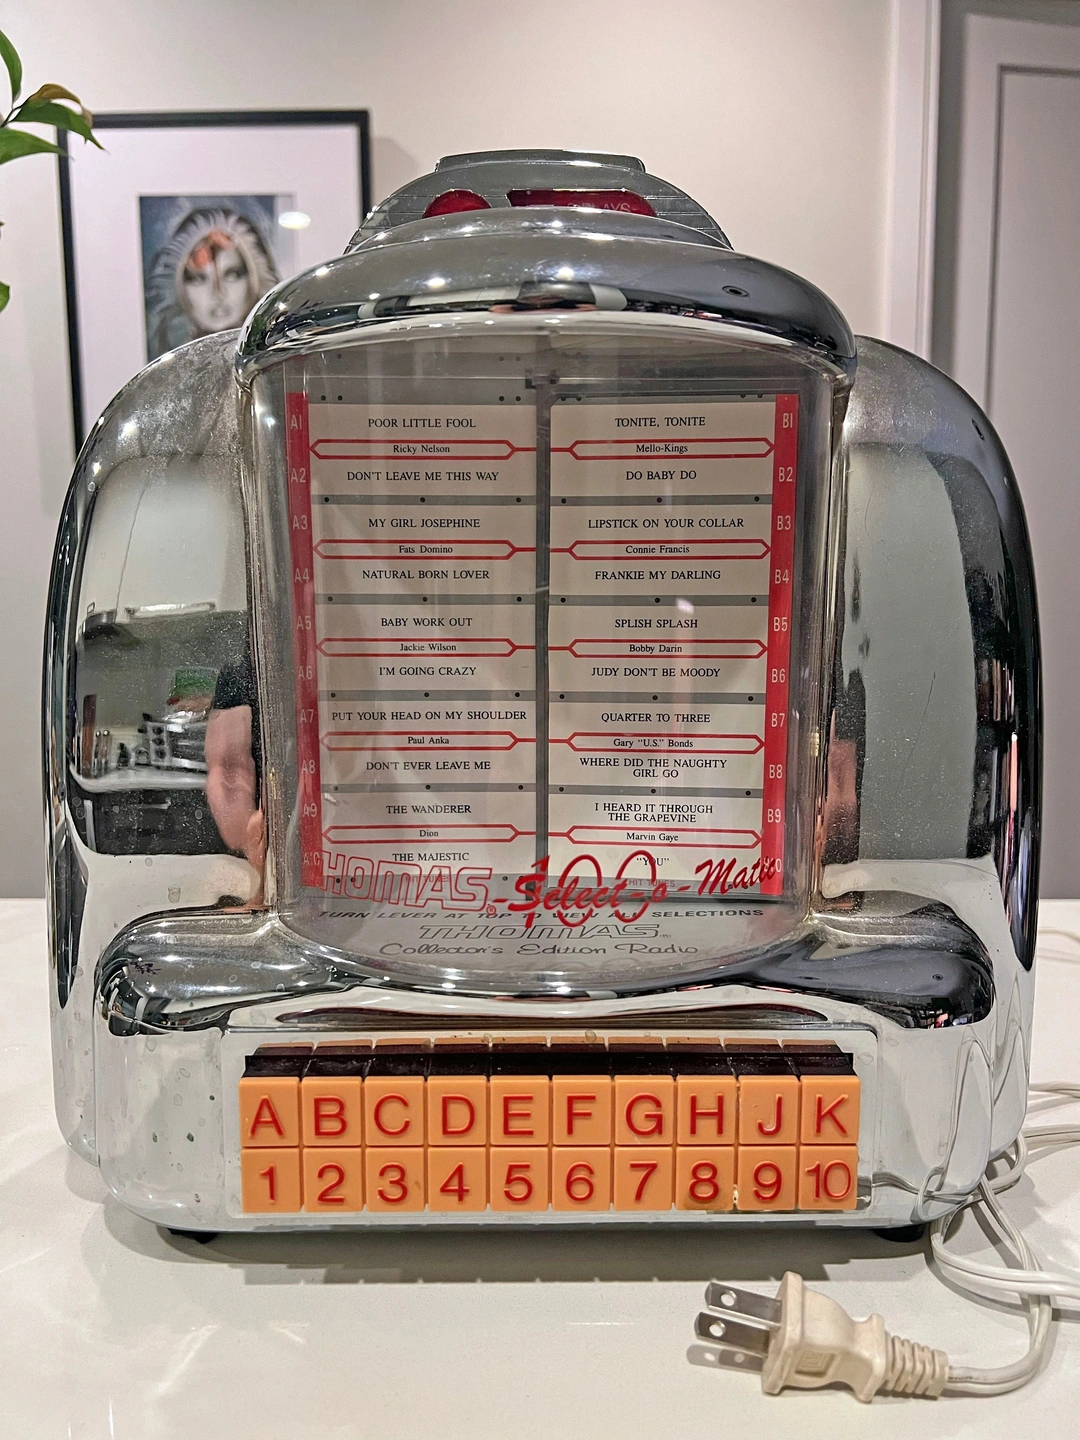 PLAYS
A1 POOR LITTLE FOOL
Ricky Nelson
A2 DON'T LEAVE ME THIS WAY
A3 MY GIRL JOSEPHINE
Fats Domino
A4 NATURAL BORN LOVER
A5 BABY WORK OUT
Jackie Wilson
A6 I'M GOING CRAZY
A7 PUT YOUR HEAD ON MY SHOULDER
Paul Anka
A8 DON'T EVER LEAVE ME
A9 THE WANDERER
Dion
A10 THE MAJESTIC
TONITE, TONITE B1
Mello-Kings
DO BABY DO B2
LIPSTICK ON YOUR COLLAR B3
Connie Francis
FRANKIE MY DARLING B4
SPLISH SPLASH B5
Bobby Darin
JUDY DON'T BE MOODY B6
QUARTER TO THREE B7
Gary "U.S." Bonds
WHERE DID THE NAUGHTY
GIRL GO B8
I HEARD IT THROUGH
THE GRAPEVINE B9
Marvin Gaye
"YOU"
HIT TUNES
THOMAS-Select-o-Matic
TURN LEVER AT TOP TO VIEW ALL SELECTIONS
THOMAS
Collector's Edition Radio
A B C D E F G H J K
1 2 3 4 5 6 7 8 9 10